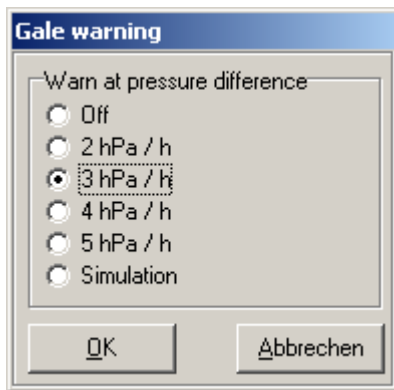 Gale warning
Warn at pressure difference
Off
2 hPa / h
3 hPa / h
4 hPa / h
5 hPa / h
Simulation
OK
Abbrechen